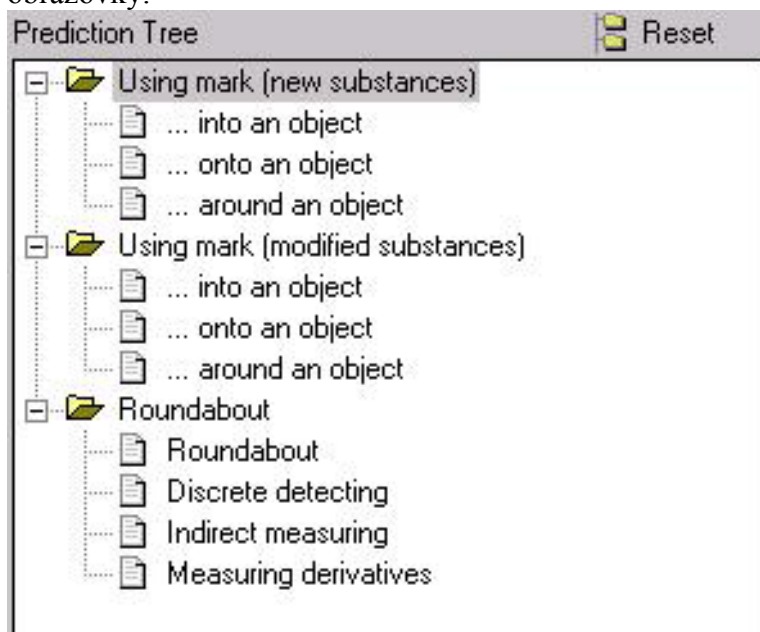 obrazovky.
Prediction Tree Reset
Using mark (new substances)
... into an object
... onto an object
... around an object
Using mark (modified substances)
... into an object
... onto an object
... around an object
Roundabout
Roundabout
Discrete detecting
Indirect measuring
Measuring derivatives